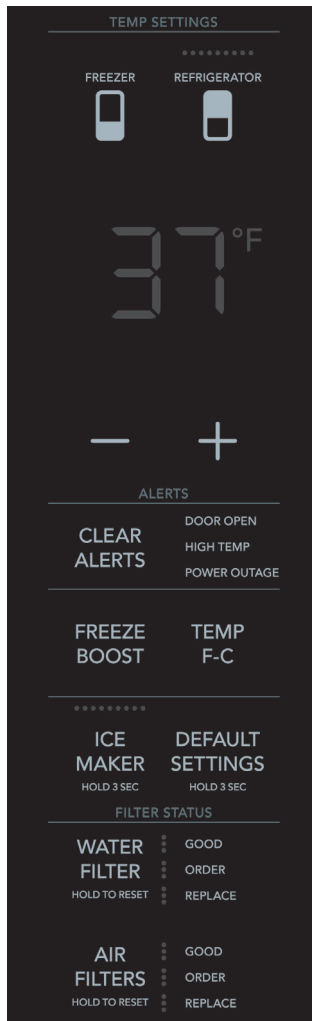 TEMP SETTINGS
FREEZER REFRIGERATOR
37°F
− +
ALERTS
CLEAR
ALERTS
DOOR OPEN
HIGH TEMP
POWER OUTAGE
FREEZE
BOOST
TEMP
F-C
ICE
MAKER
HOLD 3 SEC
DEFAULT
SETTINGS
HOLD 3 SEC
FILTER STATUS
WATER
FILTER
HOLD TO RESET
GOOD
ORDER
REPLACE
AIR
FILTERS
HOLD TO RESET
GOOD
ORDER
REPLACE